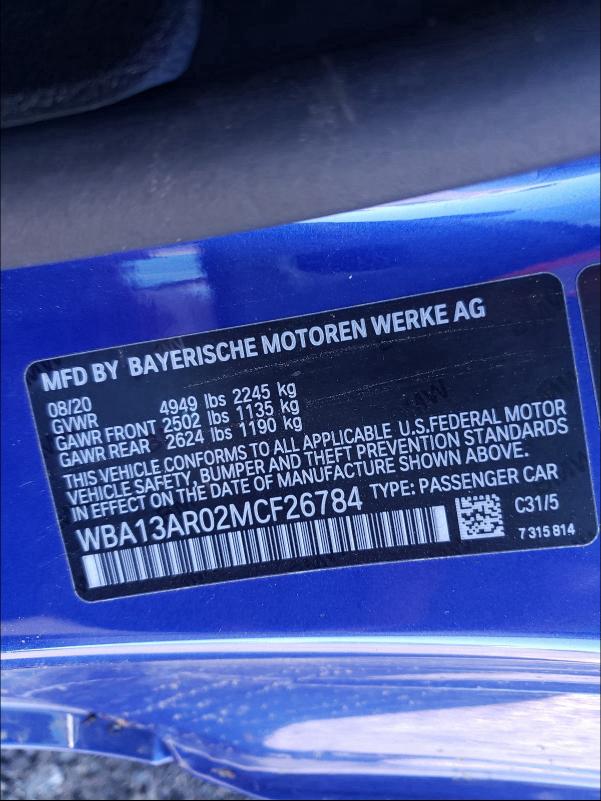 MFD BY BAYERISCHE MOTOREN WERKE AG
08/20
GVWR 4949 lbs 2245 kg
GAWR FRONT 2502 lbs 1135 kg
GAWR REAR 2624 lbs 1190 kg
THIS VEHICLE CONFORMS TO ALL APPLICABLE U.S.FEDERAL MOTOR
VEHICLE SAFETY, BUMPER AND THEFT PREVENTION STANDARDS
IN EFFECT ON THE DATE OF MANUFACTURE SHOWN ABOVE.
WBA13AR02MCF26784 TYPE: PASSENGER CAR
C31/5
7 315 814